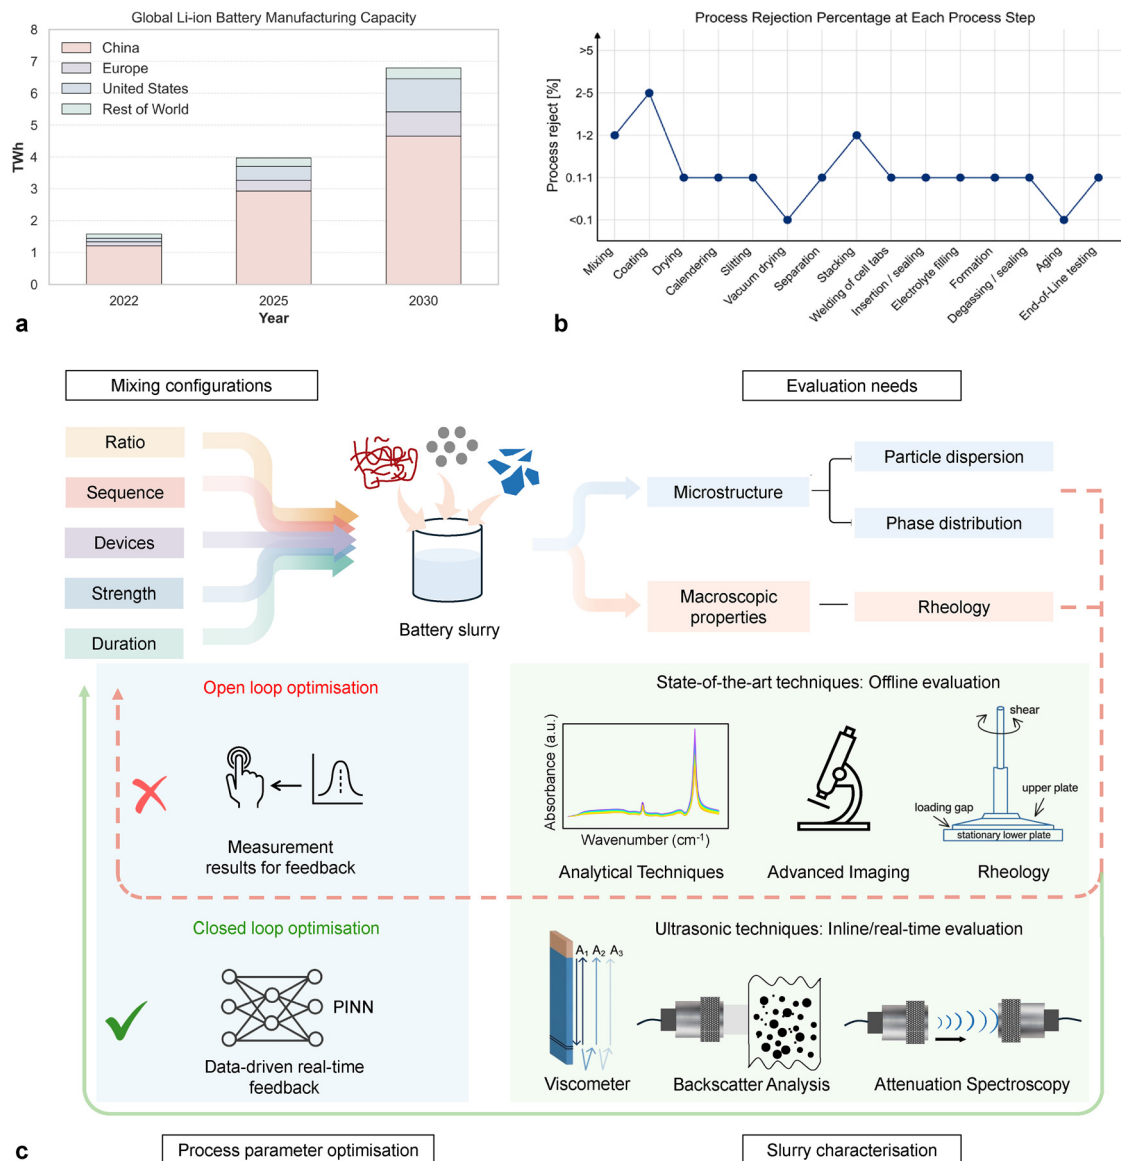 Global Li-ion Battery Manufacturing Capacity
8
7
6
5
4
3
2
1
0
TWh
China
Europe
United States
Rest of World
2022
2025
2030
Year
a
Process Rejection Percentage at Each Process Step
Process reject [%]
>5
2-5
1-2
0.1-1
<0.1
Mixing
Coating
Drying
Calendering
Slitting
Vacuum drying
Separation
Stacking
Welding of cell tabs
Insertion / sealing
Electrolyte filling
Formation
Degassing / sealing
Aging
End-of-Line testing
b
Mixing configurations
Evaluation needs
Ratio
Sequence
Devices
Strength
Duration
Battery slurry
Microstructure
Particle dispersion
Phase distribution
Macroscopic
properties
Rheology
Open loop optimisation
Measurement
results for feedback
State-of-the-art techniques: Offline evaluation
Absorbance (a.u.)
Wavenumber (cm⁻¹)
Analytical Techniques
Advanced Imaging
shear
upper plate
loading gap
stationary lower plate
Rheology
Closed loop optimisation
PINN
Data-driven real-time
feedback
Ultrasonic techniques: Inline/real-time evaluation
A₁ A₂ A₃
Viscometer
Backscatter Analysis
Attenuation Spectroscopy
c
Process parameter optimisation
Slurry characterisation